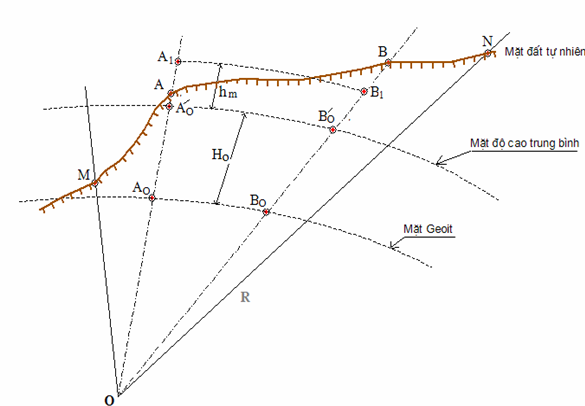 N
B
A1
Mặt đất tự nhiên
A
hm
B1
A'O
B'O
Mặt độ cao trung bình
M
HO
AO
BO
Mặt Geoit
R
O